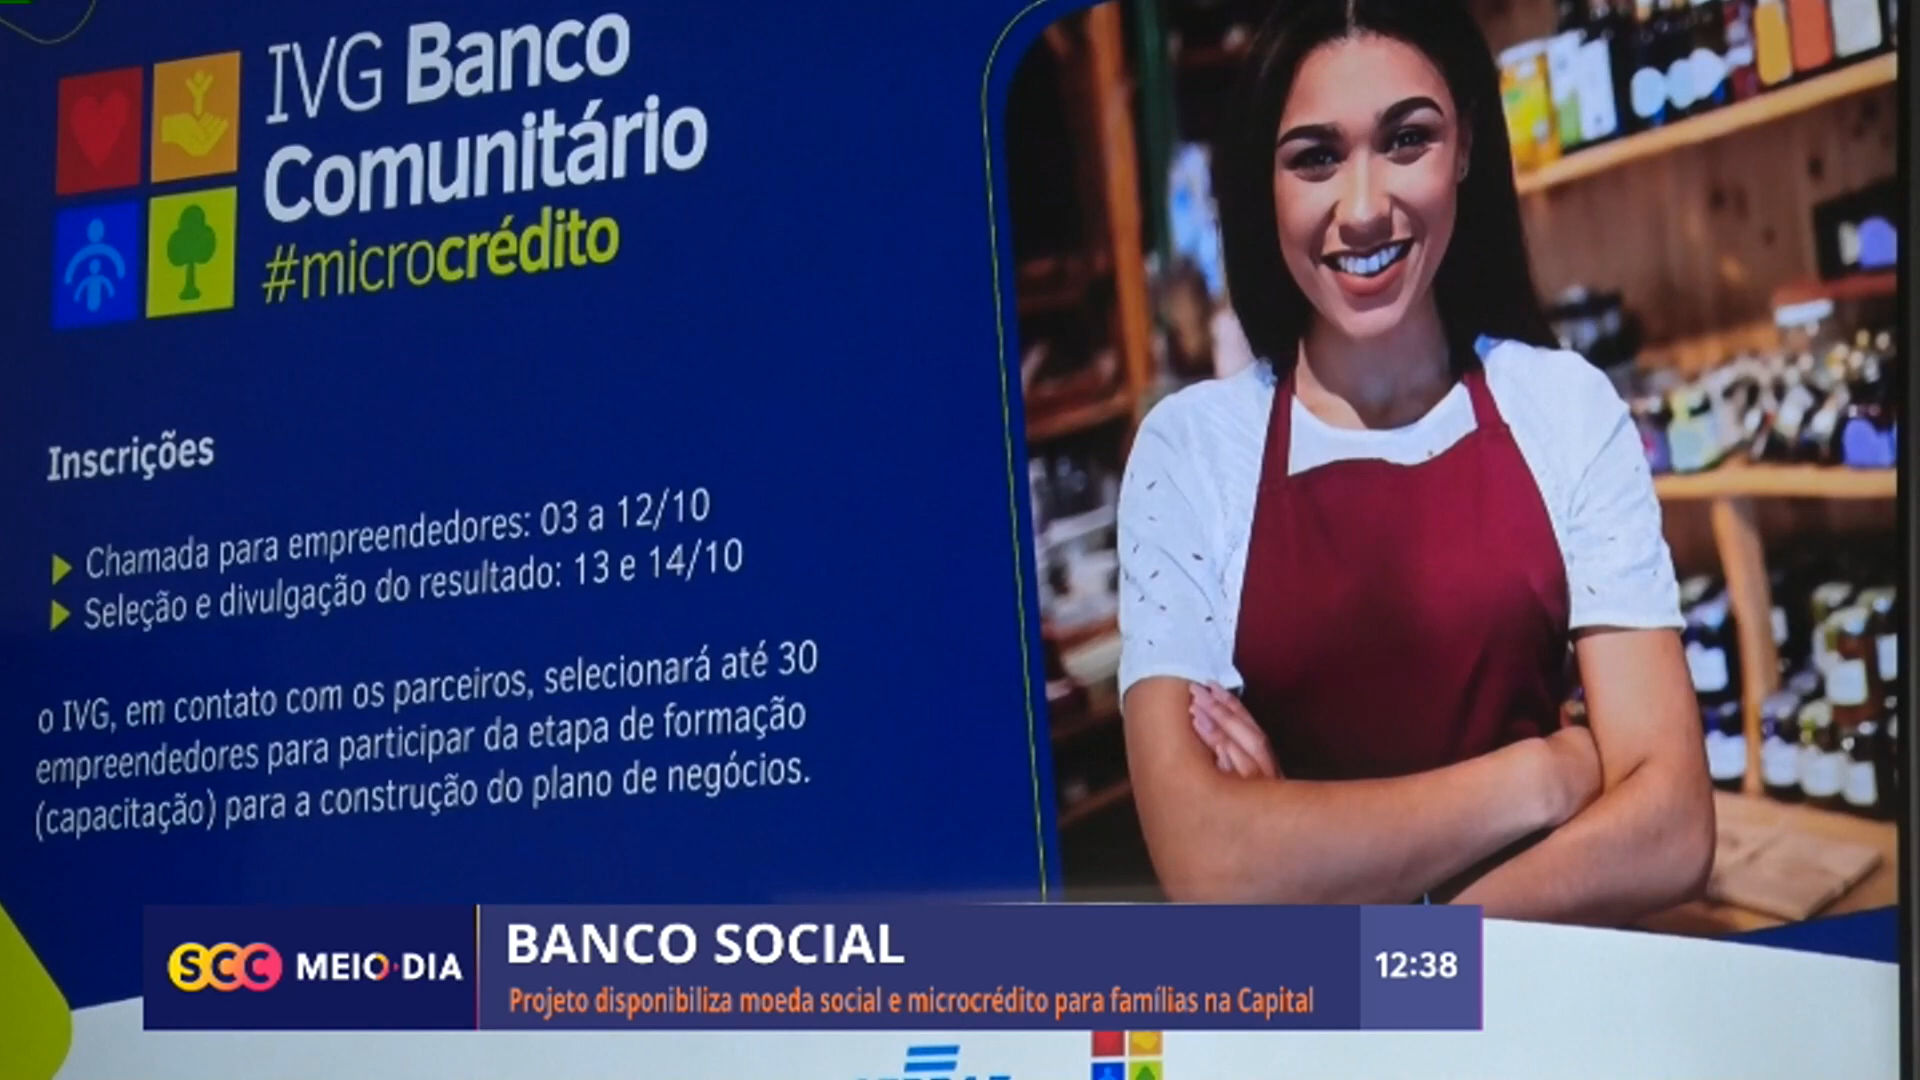 IVG Banco
Comunitário
#microcrédito
Inscrições
Chamada para empreendedores: 03 a 12/10
Seleção e divulgação do resultado: 13 e 14/10
o IVG, em contato com os parceiros, selecionará até 30
empreendedores para participar da etapa de formação
(capacitação) para a construção do plano de negócios.
SCC MEIO-DIA
BANCO SOCIAL
Projeto disponibiliza moeda social e microcrédito para famílias na Capital
12:38